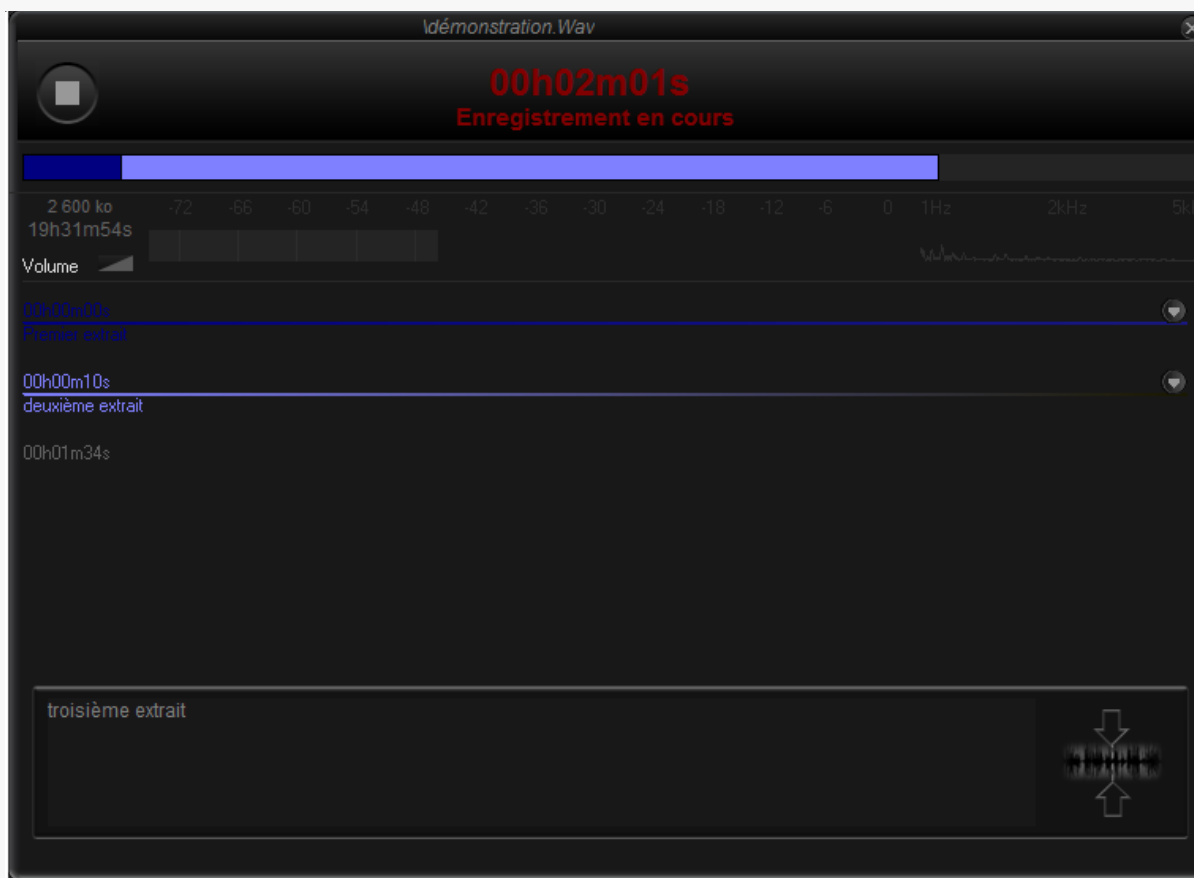 \démonstration.Wav
00h02m01s
Enregistrement en cours
2 600 ko
-72 -66 -60 -54 -48 -42 -36 -30 -24 -18 -12 -6 0 1Hz 2kHz
19h31m54s
Volume
00h00m00s
Premier extrait
00h00m10s
deuxième extrait
00h01m34s
troisième extrait